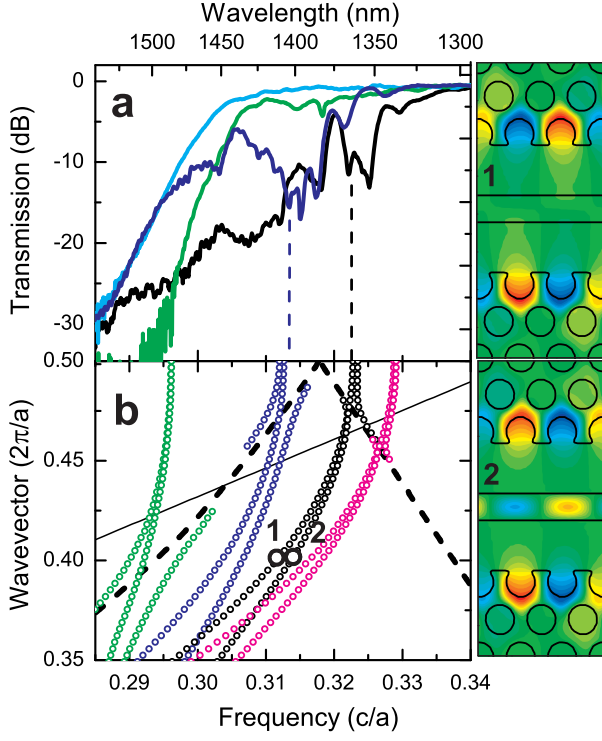 Wavelength (nm)
1500 1450 1400 1350 1300
a
Transmission (dB)
0
-10
-20
-30
1
b
Wavevector (2π/a)
0.50
0.45
0.40
0.35
1 2
2
0.29 0.30 0.31 0.32 0.33 0.34
Frequency (c/a)